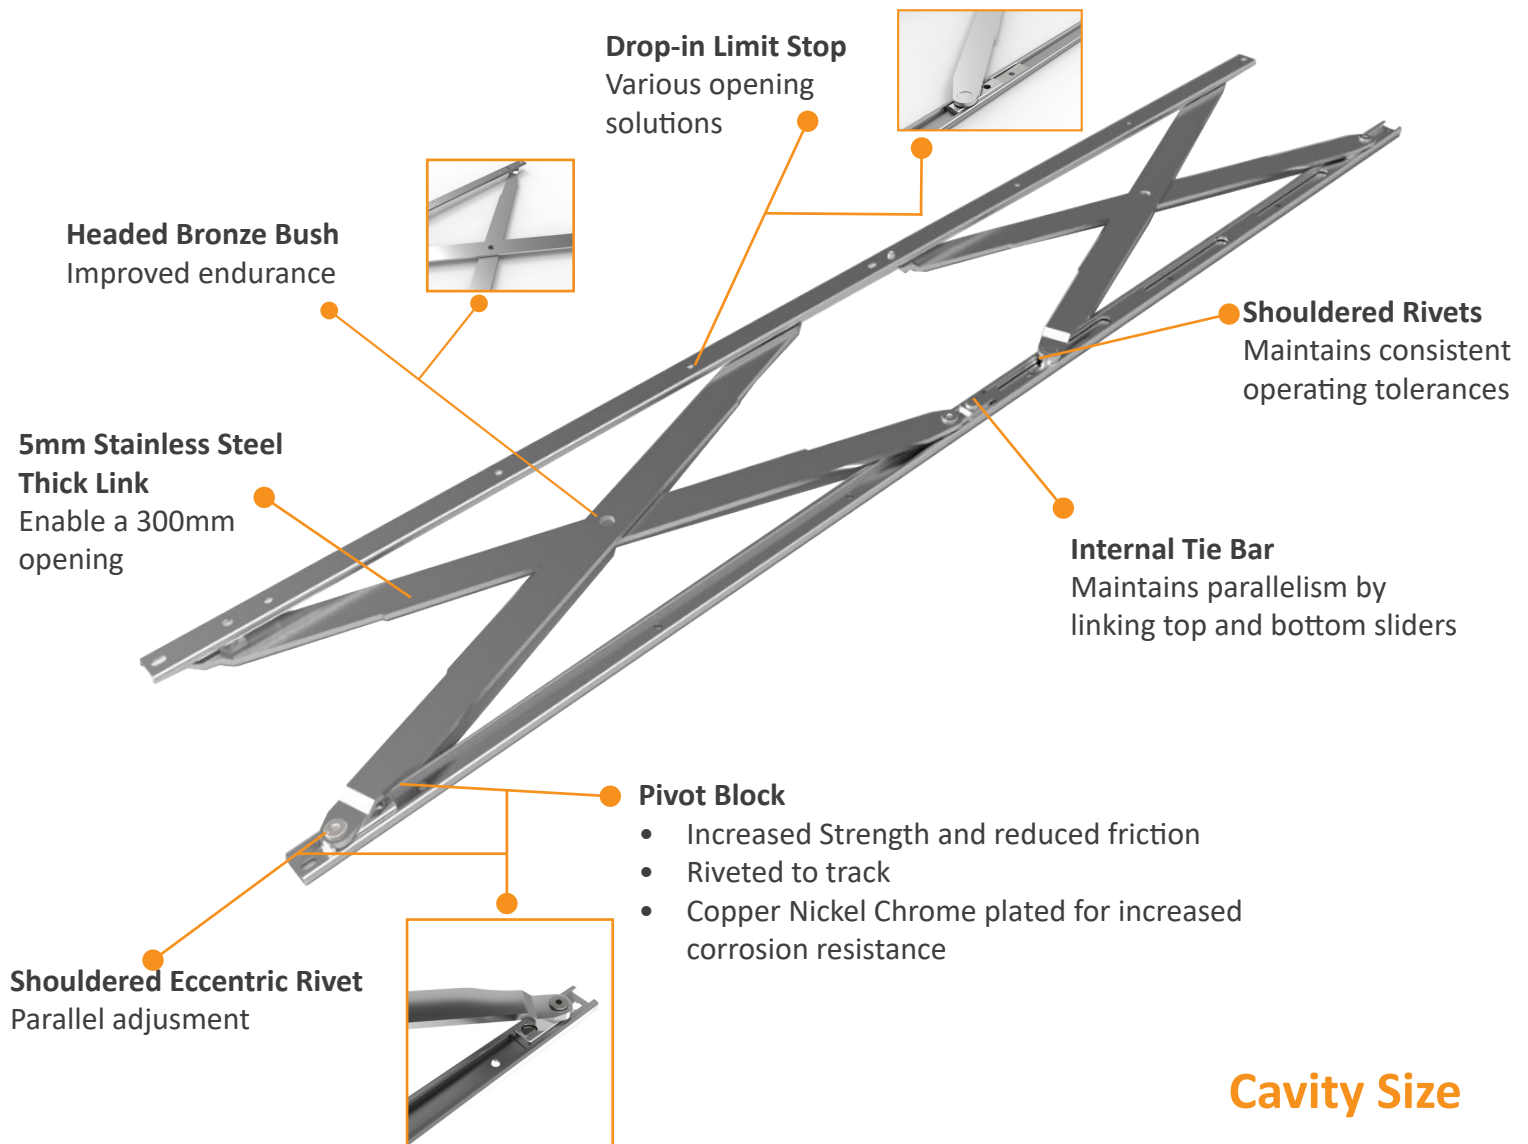 Drop-in Limit Stop
Various opening
solutions
Headed Bronze Bush
Improved endurance
Shouldered Rivets
Maintains consistent
operating tolerances
5mm Stainless Steel
Thick Link
Enable a 300mm
opening
Internal Tie Bar
Maintains parallelism by
linking top and bottom sliders
Pivot Block
• Increased Strength and reduced friction
• Riveted to track
• Copper Nickel Chrome plated for increased
corrosion resistance
Shouldered Eccentric Rivet
Parallel adjusment
Cavity Size